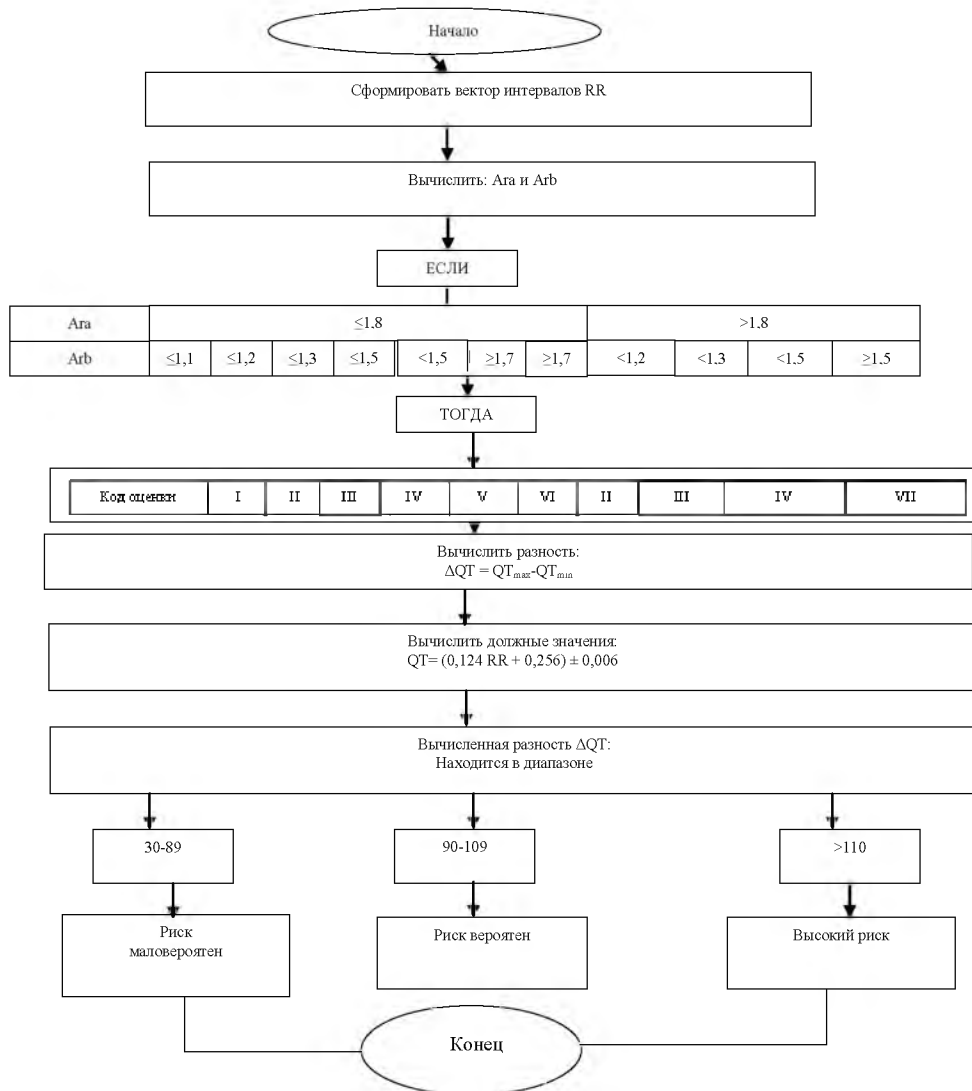 Начало
Сформировать вектор интервалов RR
Вычислить: Ara и Arb
ЕСЛИ
Ara ≤1,8 >1,8
Arb ≤1,1 ≤1,2 ≤1,3 ≤1,5 <1,5 ≥1,7 ≥1,7 <1,2 <1,3 <1,5 ≥1,5
ТОГДА
Код оценки I II III IV V VI II III IV VII
Вычислить разность:
ΔQT = QTmax-QTmin
Вычислить должные значения:
QT= (0,124 RR + 0,256) ± 0,006
Вычисленная разность ΔQT:
Находится в диапазоне
30-89 90-109 >110
Риск
маловероятен
Риск вероятен
Высокий риск
Конец